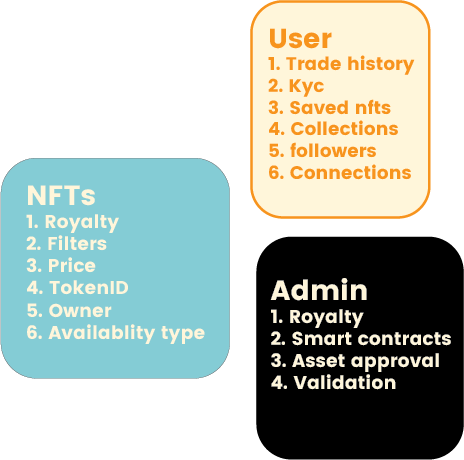 User
1. Trade history
2. Kyc
3. Saved nfts
4. Collections
5. followers
6. Connections
NFTs
1. Royalty
2. Filters
3. Price
4. TokenID
5. Owner
6. Availablity type
Admin
1. Royalty
2. Smart contracts
3. Asset approval
4. Validation